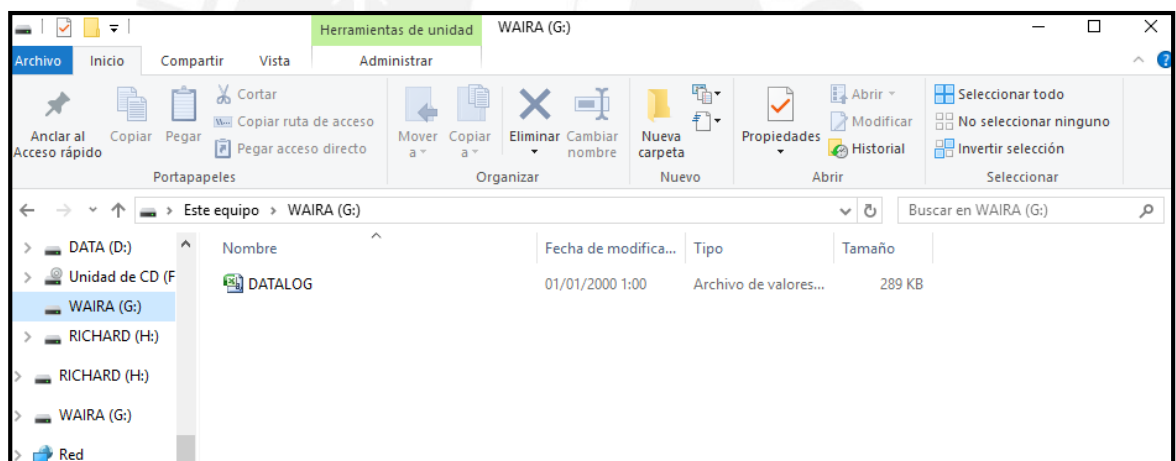 Herramientas de unidad WAIRA (G:)
Archivo Inicio Compartir Vista Administrar
Anclar al
Acceso rápido
Copiar
Pegar
Cortar
Copiar ruta de acceso
Pegar acceso directo
Portapapeles
Mover
a
Copiar
a
Eliminar
Cambiar
nombre
Organizar
Nueva
carpeta
Nuevo
Propiedades
Abrir
Modificar
Historial
Abrir
Seleccionar todo
No seleccionar ninguno
Invertir selección
Seleccionar
Este equipo > WAIRA (G:)
Buscar en WAIRA (G:)
DATA (D:)
Unidad de CD (F
WAIRA (G:)
RICHARD (H:)
RICHARD (H:)
WAIRA (G:)
Red
Nombre Fecha de modifica... Tipo Tamaño
DATALOG 01/01/2000 1:00 Archivo de valores... 289 KB